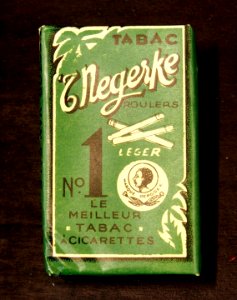 TABAC
'T Negerke
ROULERS
LEGER
No. 1
LE
MEILLEUR
TABAC
A CIGARETTES